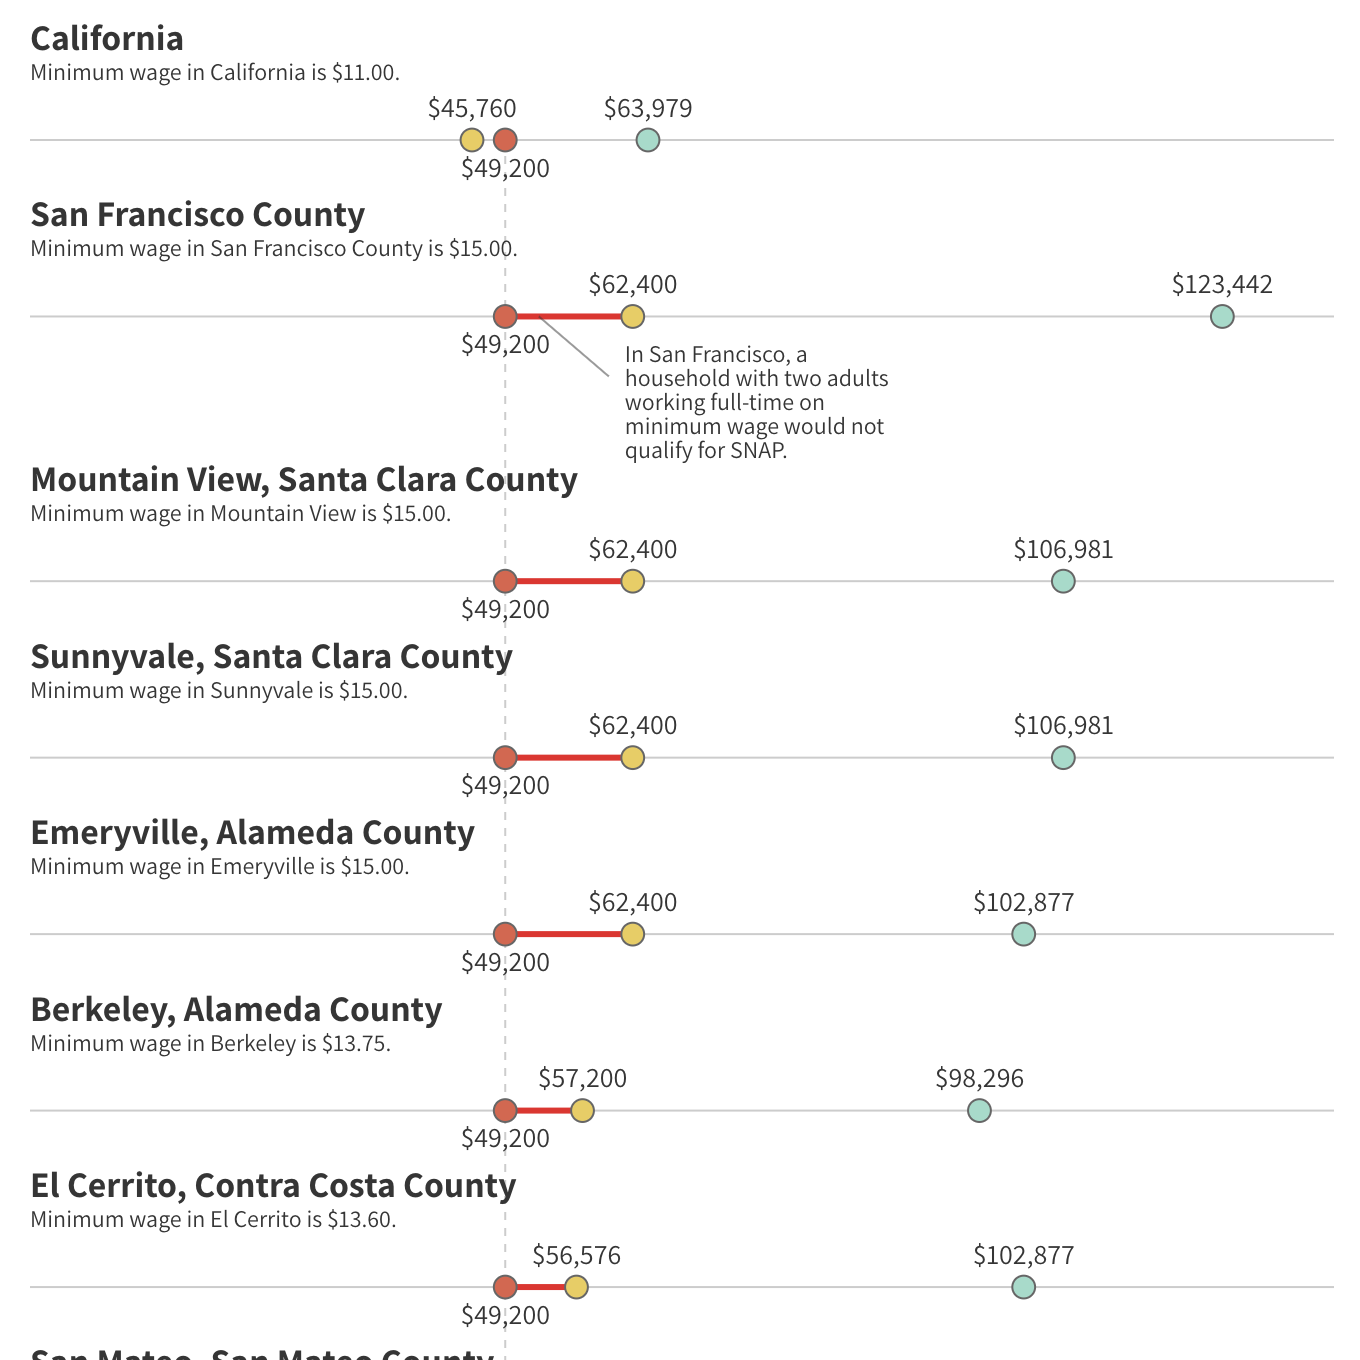 California
Minimum wage in California is $11.00.
$45,760 $63,979
$49,200
San Francisco County
Minimum wage in San Francisco County is $15.00.
$62,400 $123,442
$49,200
In San Francisco, a
household with two adults
working full-time on
minimum wage would not
qualify for SNAP.
Mountain View, Santa Clara County
Minimum wage in Mountain View is $15.00.
$62,400 $106,981
$49,200
Sunnyvale, Santa Clara County
Minimum wage in Sunnyvale is $15.00.
$62,400 $106,981
$49,200
Emeryville, Alameda County
Minimum wage in Emeryville is $15.00.
$62,400 $102,877
$49,200
Berkeley, Alameda County
Minimum wage in Berkeley is $13.75.
$57,200 $98,296
$49,200
El Cerrito, Contra Costa County
Minimum wage in El Cerrito is $13.60.
$56,576 $102,877
$49,200
San Mateo, San Mateo County